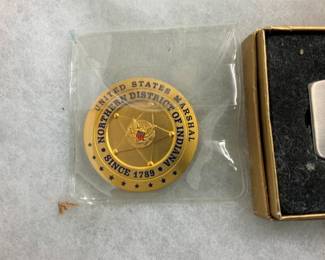 UNITED STATES MARSHAL
NORTHERN DISTRICT OF INDIANA
SINCE 1789